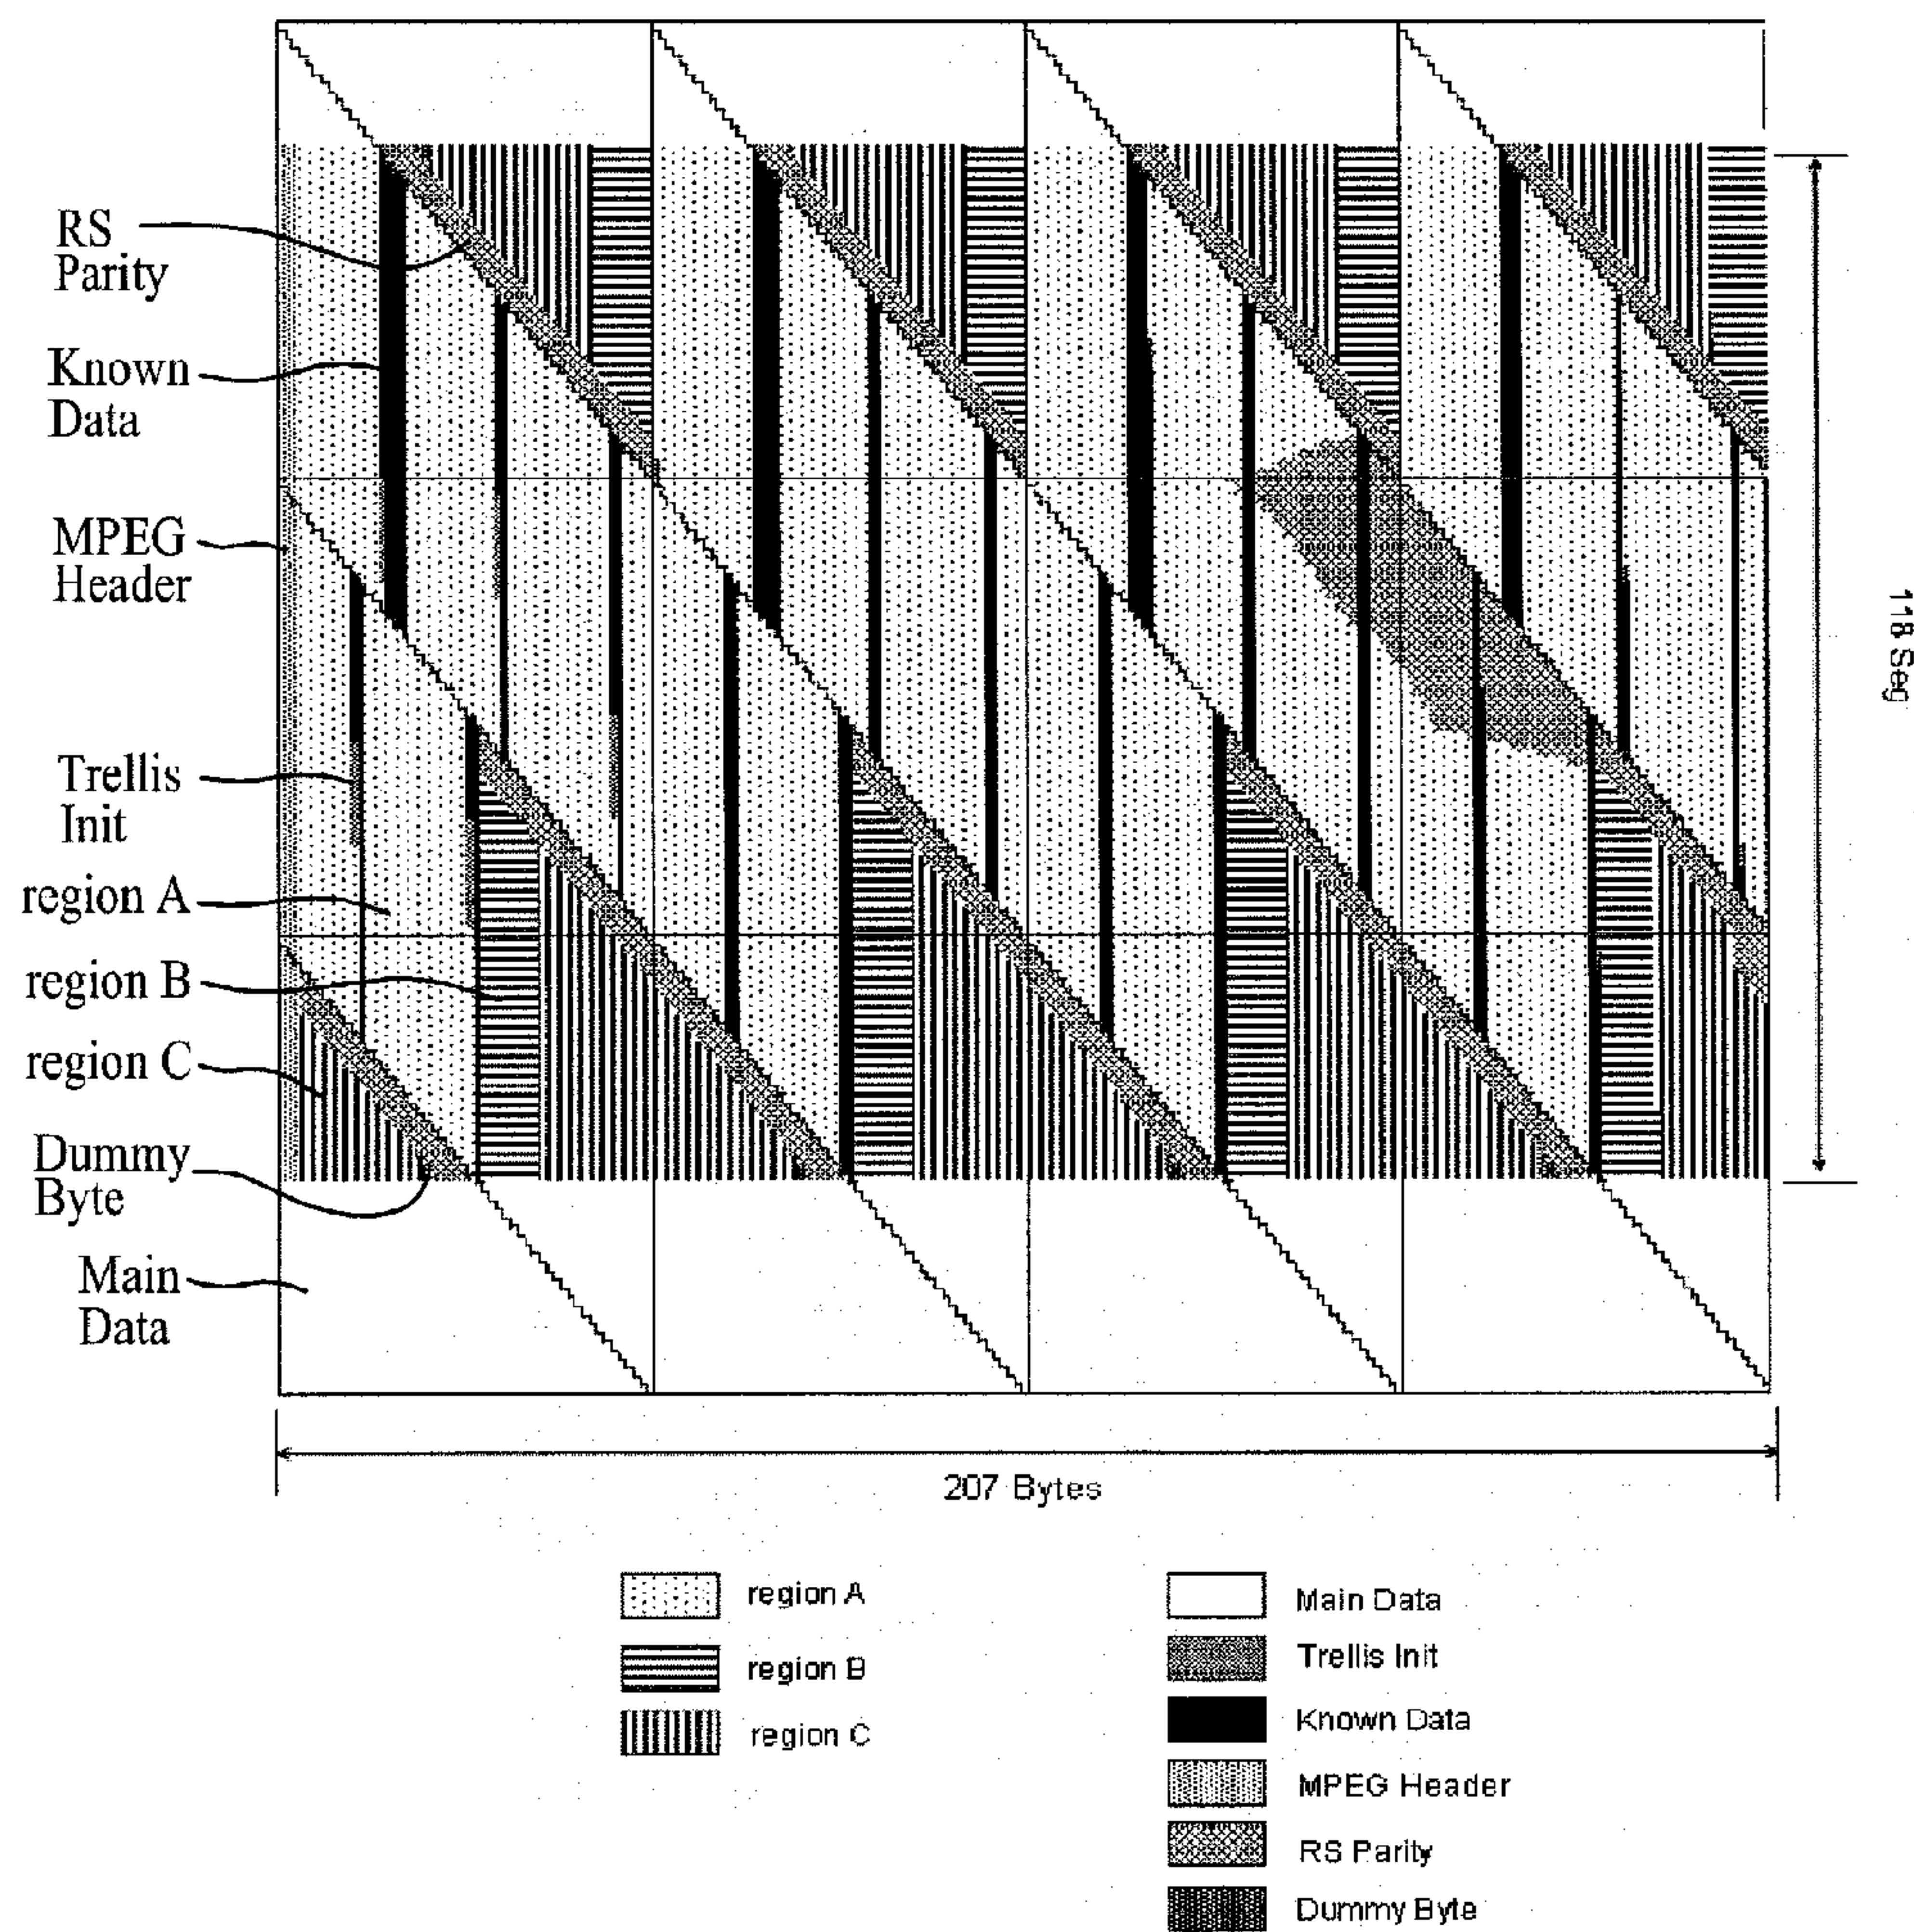 RS
Parity
Known
Data
MPEG
Header
Trellis
Init
region A
region B
region C
Dummy
Byte
Main
Data
118 Seg
207 Bytes
region A
region B
region C
Main Data
Trellis Init
Known Data
MPEG Header
RS Parity
Dummy Byte